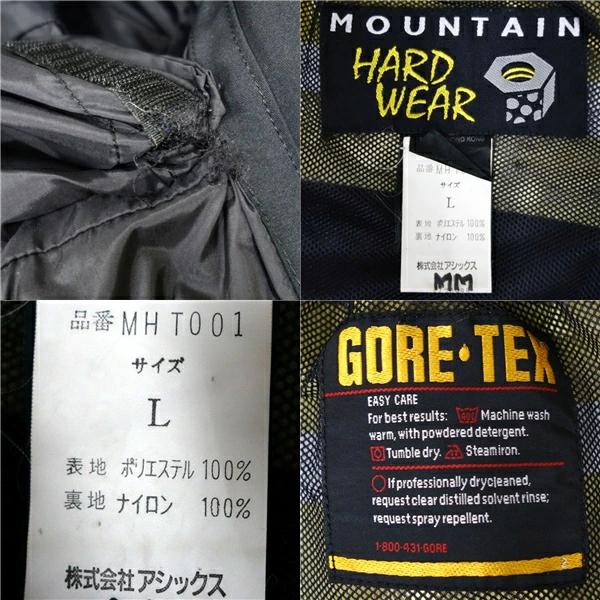 MOUNTAIN
HARD
WEAR
HONG KONG
品番 MHT
サイズ
L
表地 ポリエステル 100%
裏地 ナイロン 100%
株式会社アシックス
MM
品番 MHT001
サイズ
L
表地 ポリエステル 100%
裏地 ナイロン 100%
株式会社アシックス
GORE-TEX
EASY CARE
For best results: Machine wash
warm, with powdered detergent.
Tumble dry. Steam iron.
If professionally drycleaned,
request clear distilled solvent rinse;
request spray repellent.
1-800-431-GORE
2